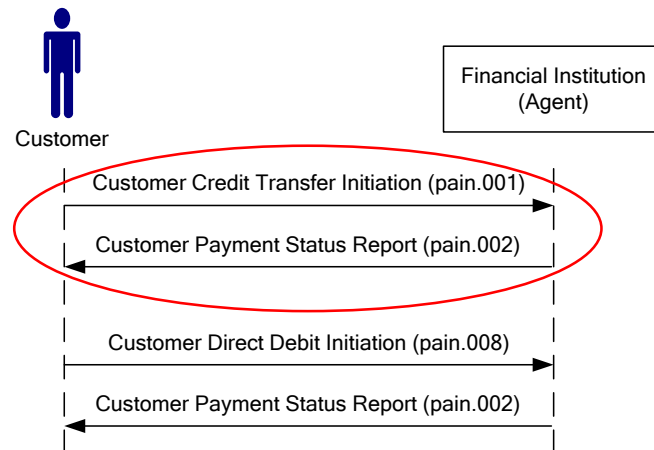 Financial Institution
(Agent)
Customer
Customer Credit Transfer Initiation (pain.001)
Customer Payment Status Report (pain.002)
Customer Direct Debit Initiation (pain.008)
Customer Payment Status Report (pain.002)